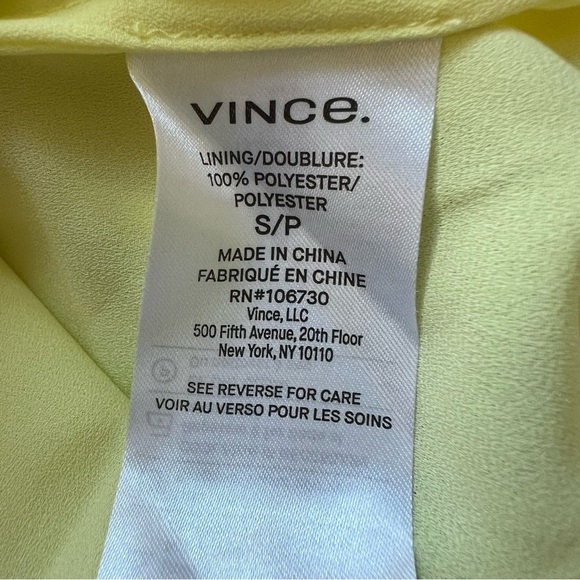 VINCE.
LINING/DOUBLURE:
100% POLYESTER/
POLYESTER
S/P
MADE IN CHINA
FABRIQUÉ EN CHINE
RN#106730
Vince, LLC
500 Fifth Avenue, 20th Floor
New York, NY 10110
SEE REVERSE FOR CARE
VOIR AU VERSO POUR LES SOINS